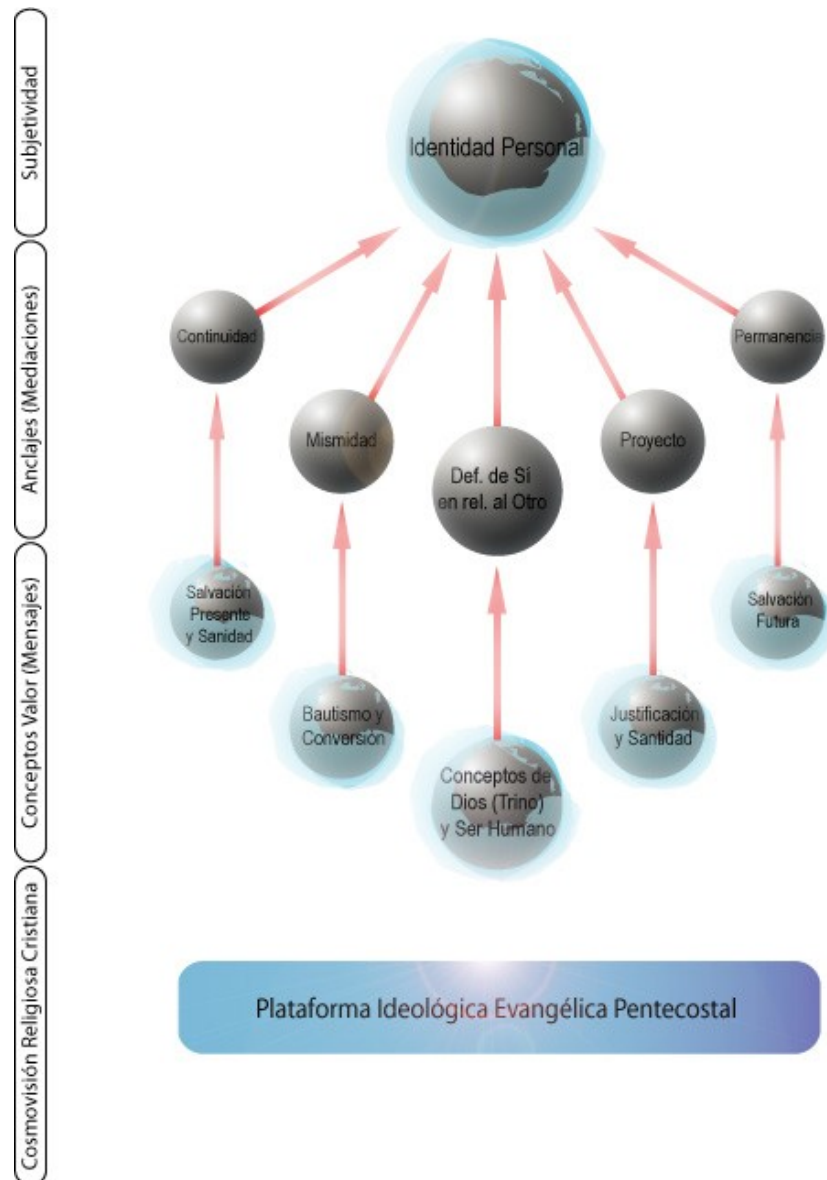 Subjetividad
Identidad Personal
Anclajes (Mediaciones)
Continuidad
Permanencia
Mismidad
Def. de Sí
en rel. al Otro
Proyecto
Conceptos Valor (Mensajes)
Salvación
Presente
y Sanidad
Salvación
Futura
Bautismo y
Conversión
Justificación
y Santidad
Conceptos de
Dios (Trino)
y Ser Humano
Cosmovisión Religiosa Cristiana
Plataforma Ideológica Evangélica Pentecostal